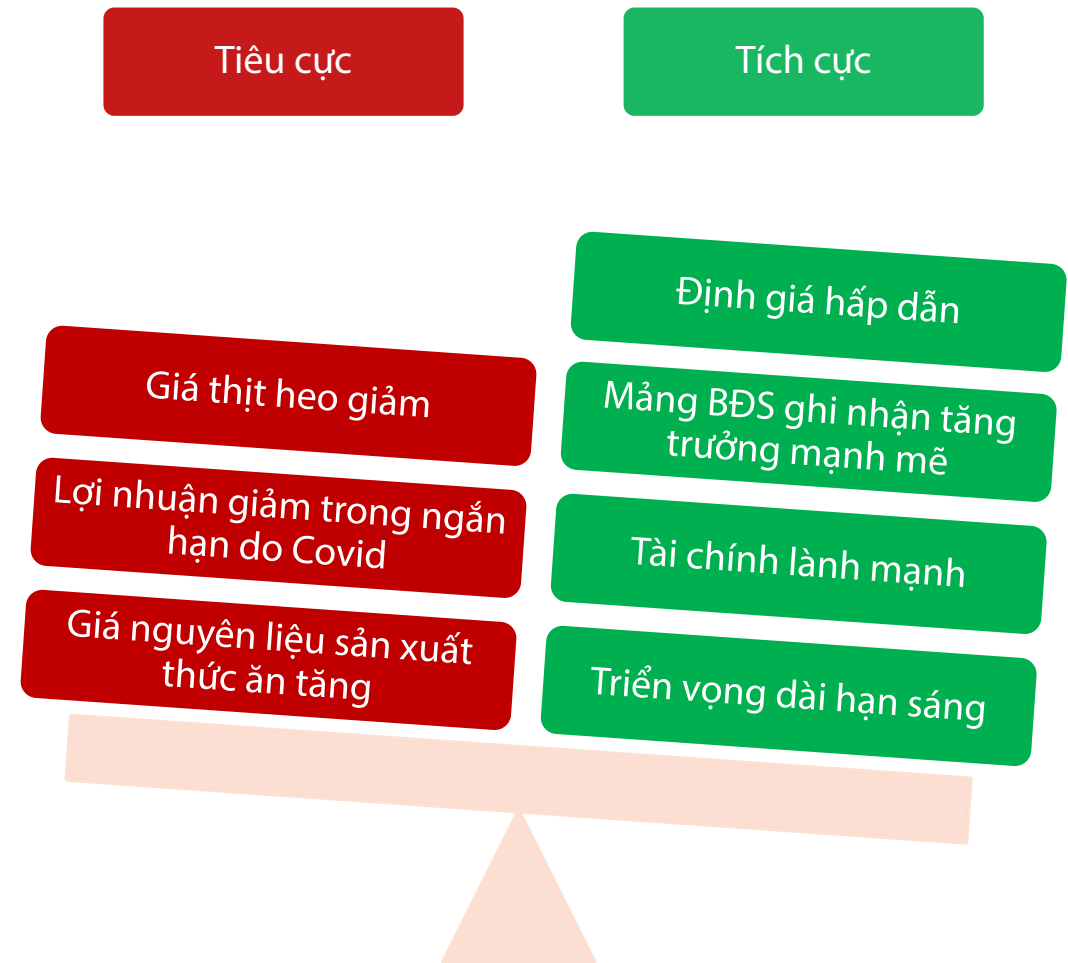 Tiêu cực
Tích cực
Giá thịt heo giảm
Lợi nhuận giảm trong ngắn
hạn do Covid
Giá nguyên liệu sản xuất
thức ăn tăng
Định giá hấp dẫn
Mảng BĐS ghi nhận tăng
trưởng mạnh mẽ
Tài chính lành mạnh
Triển vọng dài hạn sáng